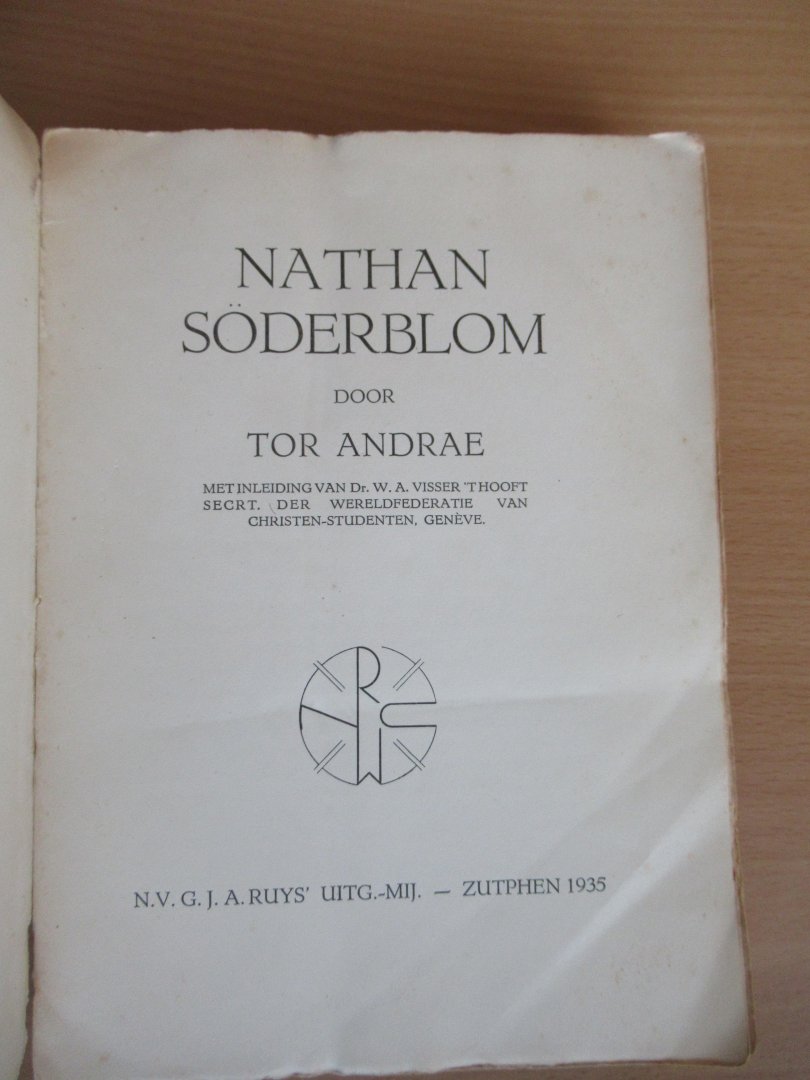 NATHAN
SÖDERBLOM
DOOR
TOR ANDRAE
MET INLEIDING VAN Dr. W. A. VISSER 'T HOOFT
SECRT. DER WERELDFEDERATIE VAN
CHRISTEN-STUDENTEN, GENÈVE.
N.V. G. J. A. RUYS' UITG.-MIJ. — ZUTPHEN 1935